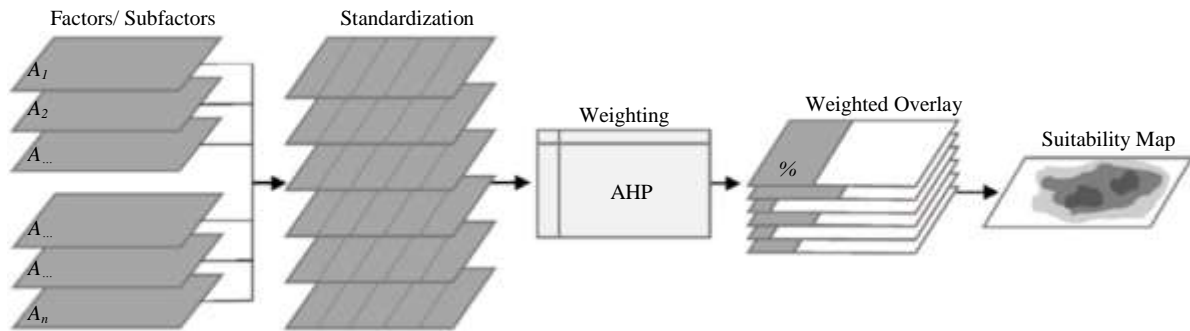 Factors/ Subfactors
Standardization
A1
A2
A...
A...
A...
An
Weighting
AHP
Weighted Overlay
%
Suitability Map